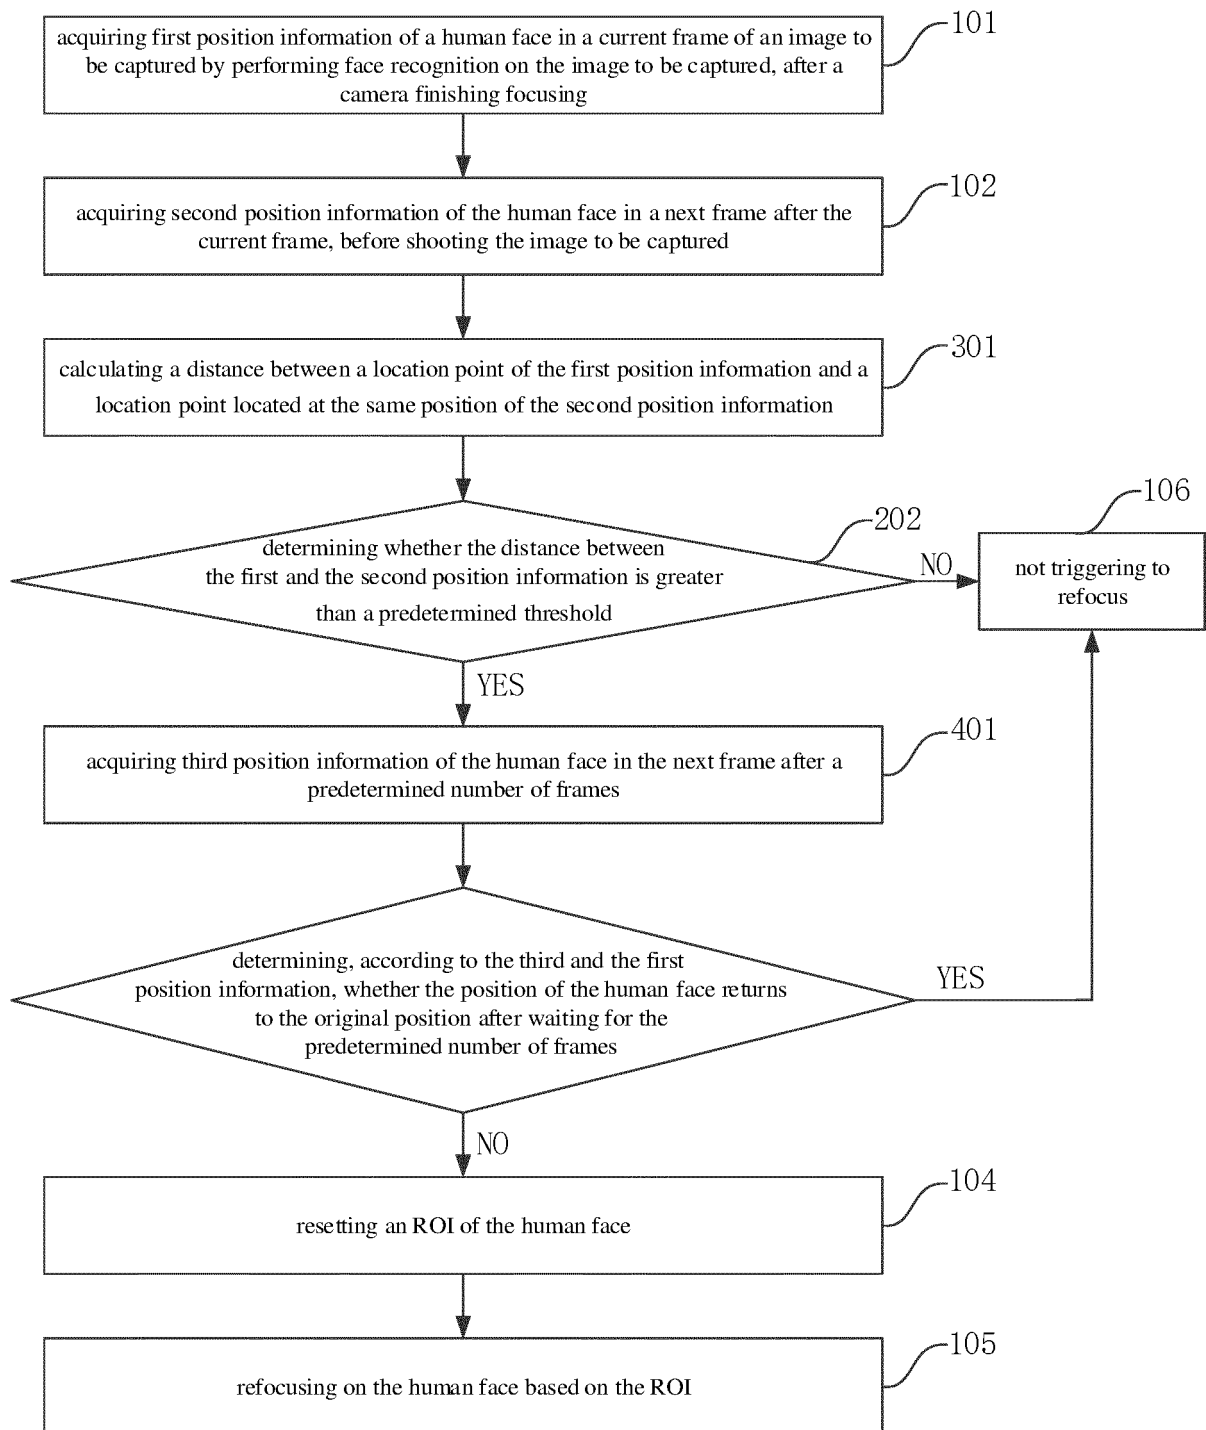 acquiring first position information of a human face in a current frame of an image to
be captured by performing face recognition on the image to be captured, after a
camera finishing focusing
101
acquiring second position information of the human face in a next frame after the
current frame, before shooting the image to be captured
102
calculating a distance between a location point of the first position information and a
location point located at the same position of the second position information
301
determining whether the distance between
the first and the second position information is greater
than a predetermined threshold
202
NO
106
not triggering to
refocus
YES
acquiring third position information of the human face in the next frame after a
predetermined number of frames
401
determining, according to the third and the first
position information, whether the position of the human face returns
to the original position after waiting for the
predetermined number of frames
YES
NO
resetting an ROI of the human face
104
refocusing on the human face based on the ROI
105